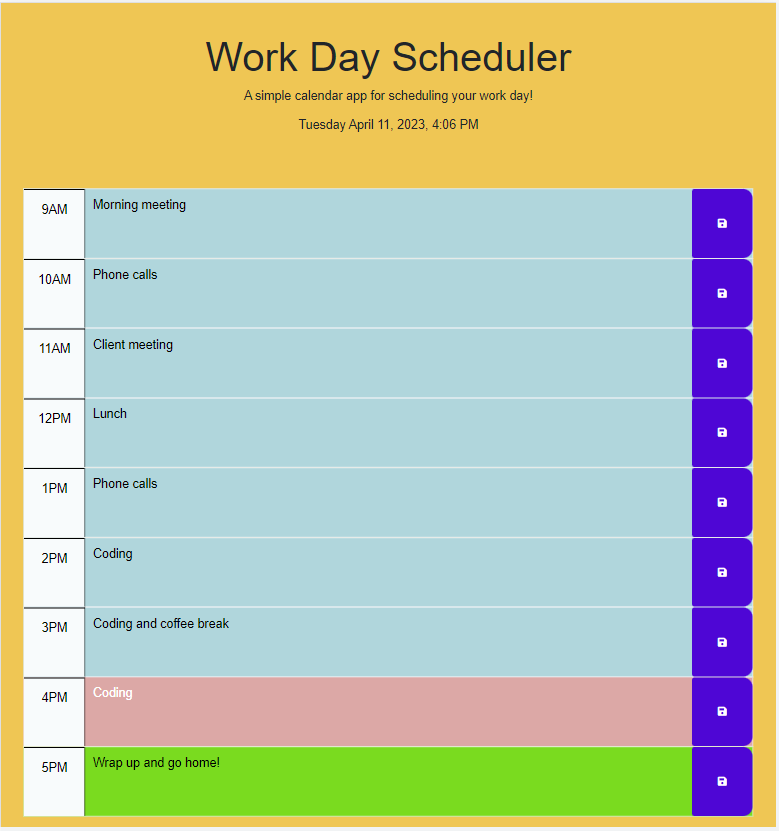 Work Day Scheduler
A simple calendar app for scheduling your work day!
Tuesday April 11, 2023, 4:06 PM
9AM Morning meeting
10AM Phone calls
11AM Client meeting
12PM Lunch
1PM Phone calls
2PM Coding
3PM Coding and coffee break
4PM Coding
5PM Wrap up and go home!